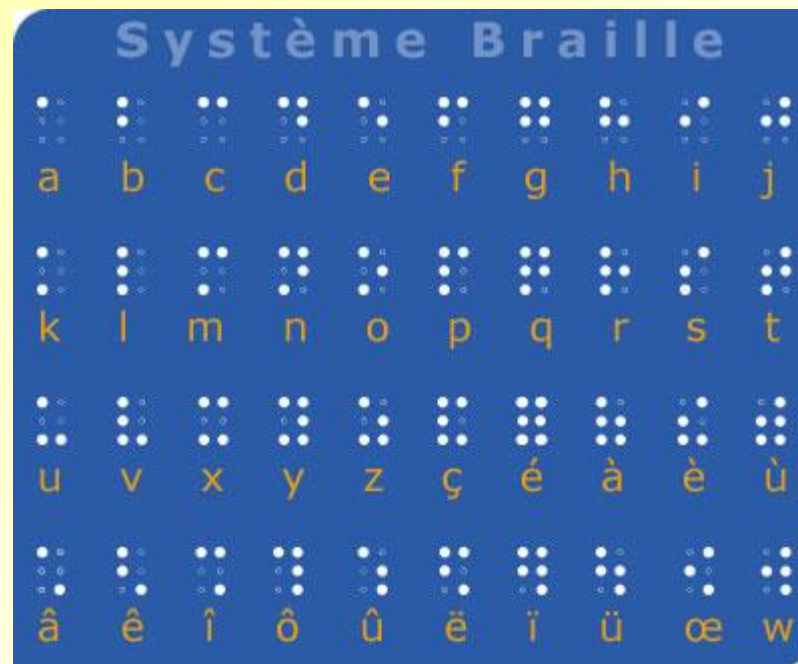 Système Braille
a b c d e f g h i j
k l m n o p q r s t
u v x y z ç é à è ù
â ê î ô û ë ï ü œ w